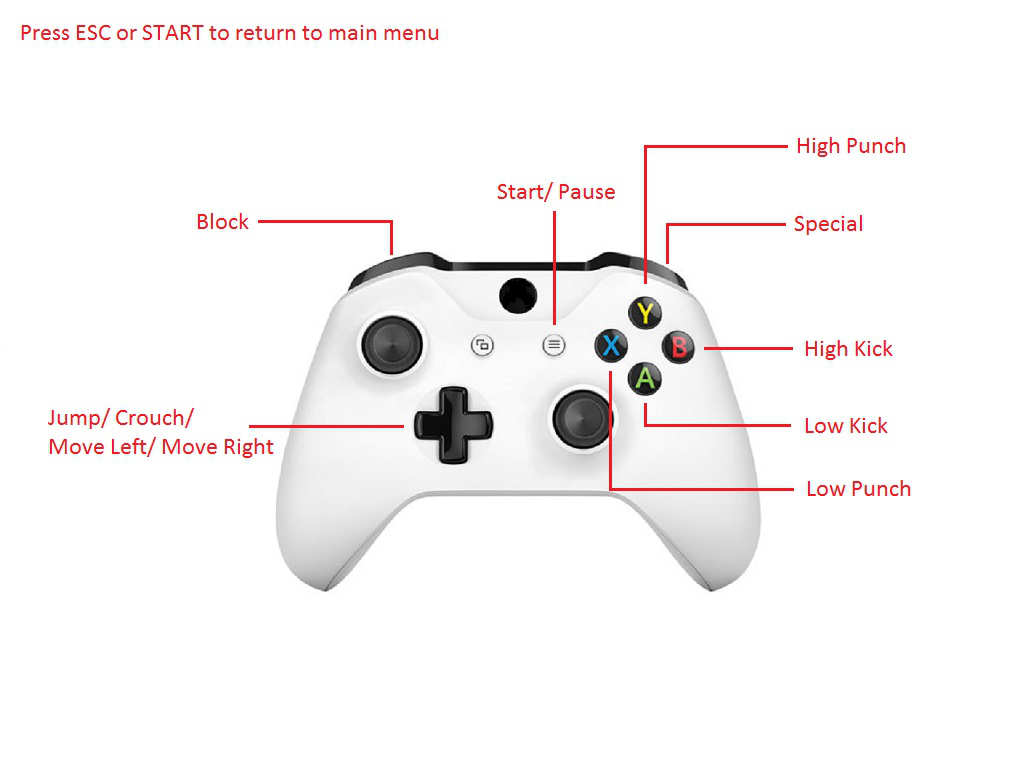 Press ESC or START to return to main menu
High Punch
Start/ Pause
Block
Special
Y
X
B
High Kick
A
Jump/ Crouch/
Move Left/ Move Right
Low Kick
Low Punch